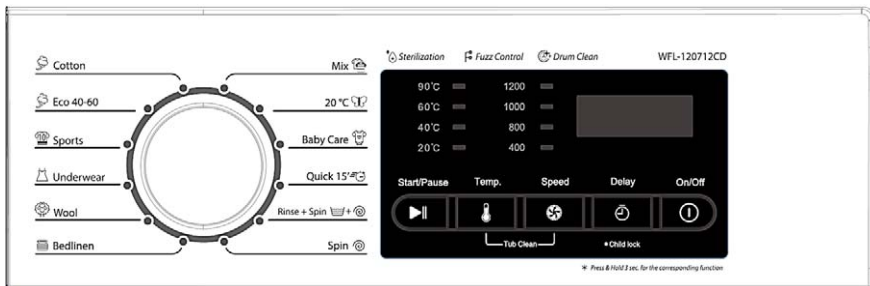 Sterilization Fuzz Control Drum Clean WFL-120712CD
Cotton Mix
Eco 40-60 20 °C
Sports Baby Care
Underwear Quick 15'
Wool Rinse + Spin +
Bedlinen Spin
90°C 1200
60°C 1000
40°C 800
20°C 400
Start/Pause Temp. Speed Delay On/Off
Tub Clean • Child lock
* Press & Hold 3 sec. for the corresponding function